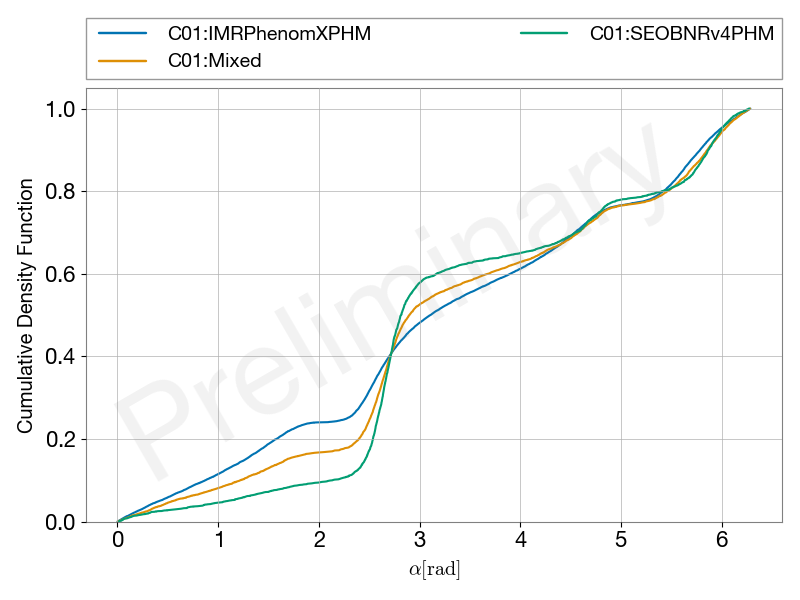 C01:IMRPhenomXPHM
C01:Mixed
C01:SEOBNRv4PHM
Cumulative Density Function
1.0
0.8
0.6
0.4
0.2
0.0
Preliminary
0 1 2 3 4 5 6
α[rad]